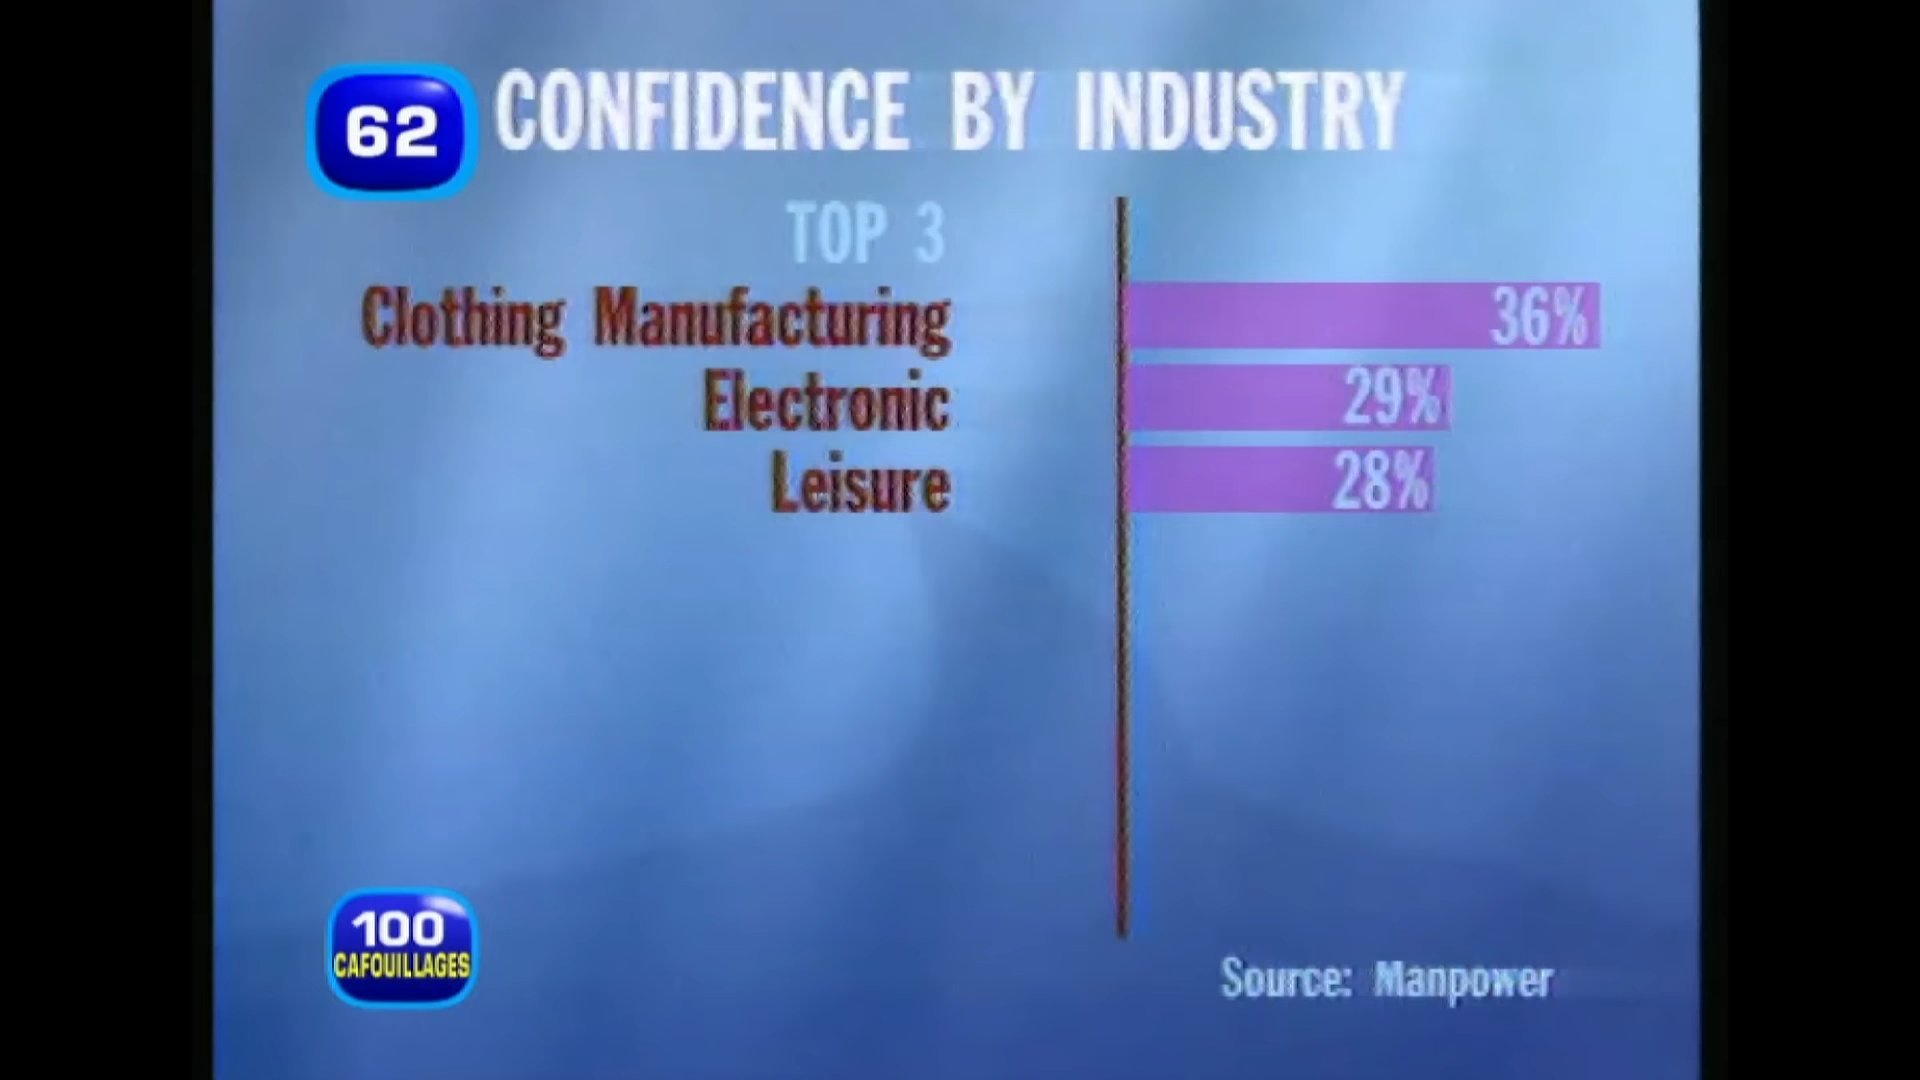 62
CONFIDENCE BY INDUSTRY
TOP 3
Clothing Manufacturing 36%
Electronic 29%
Leisure 28%
100
CAFOUILLAGES
Source: Manpower